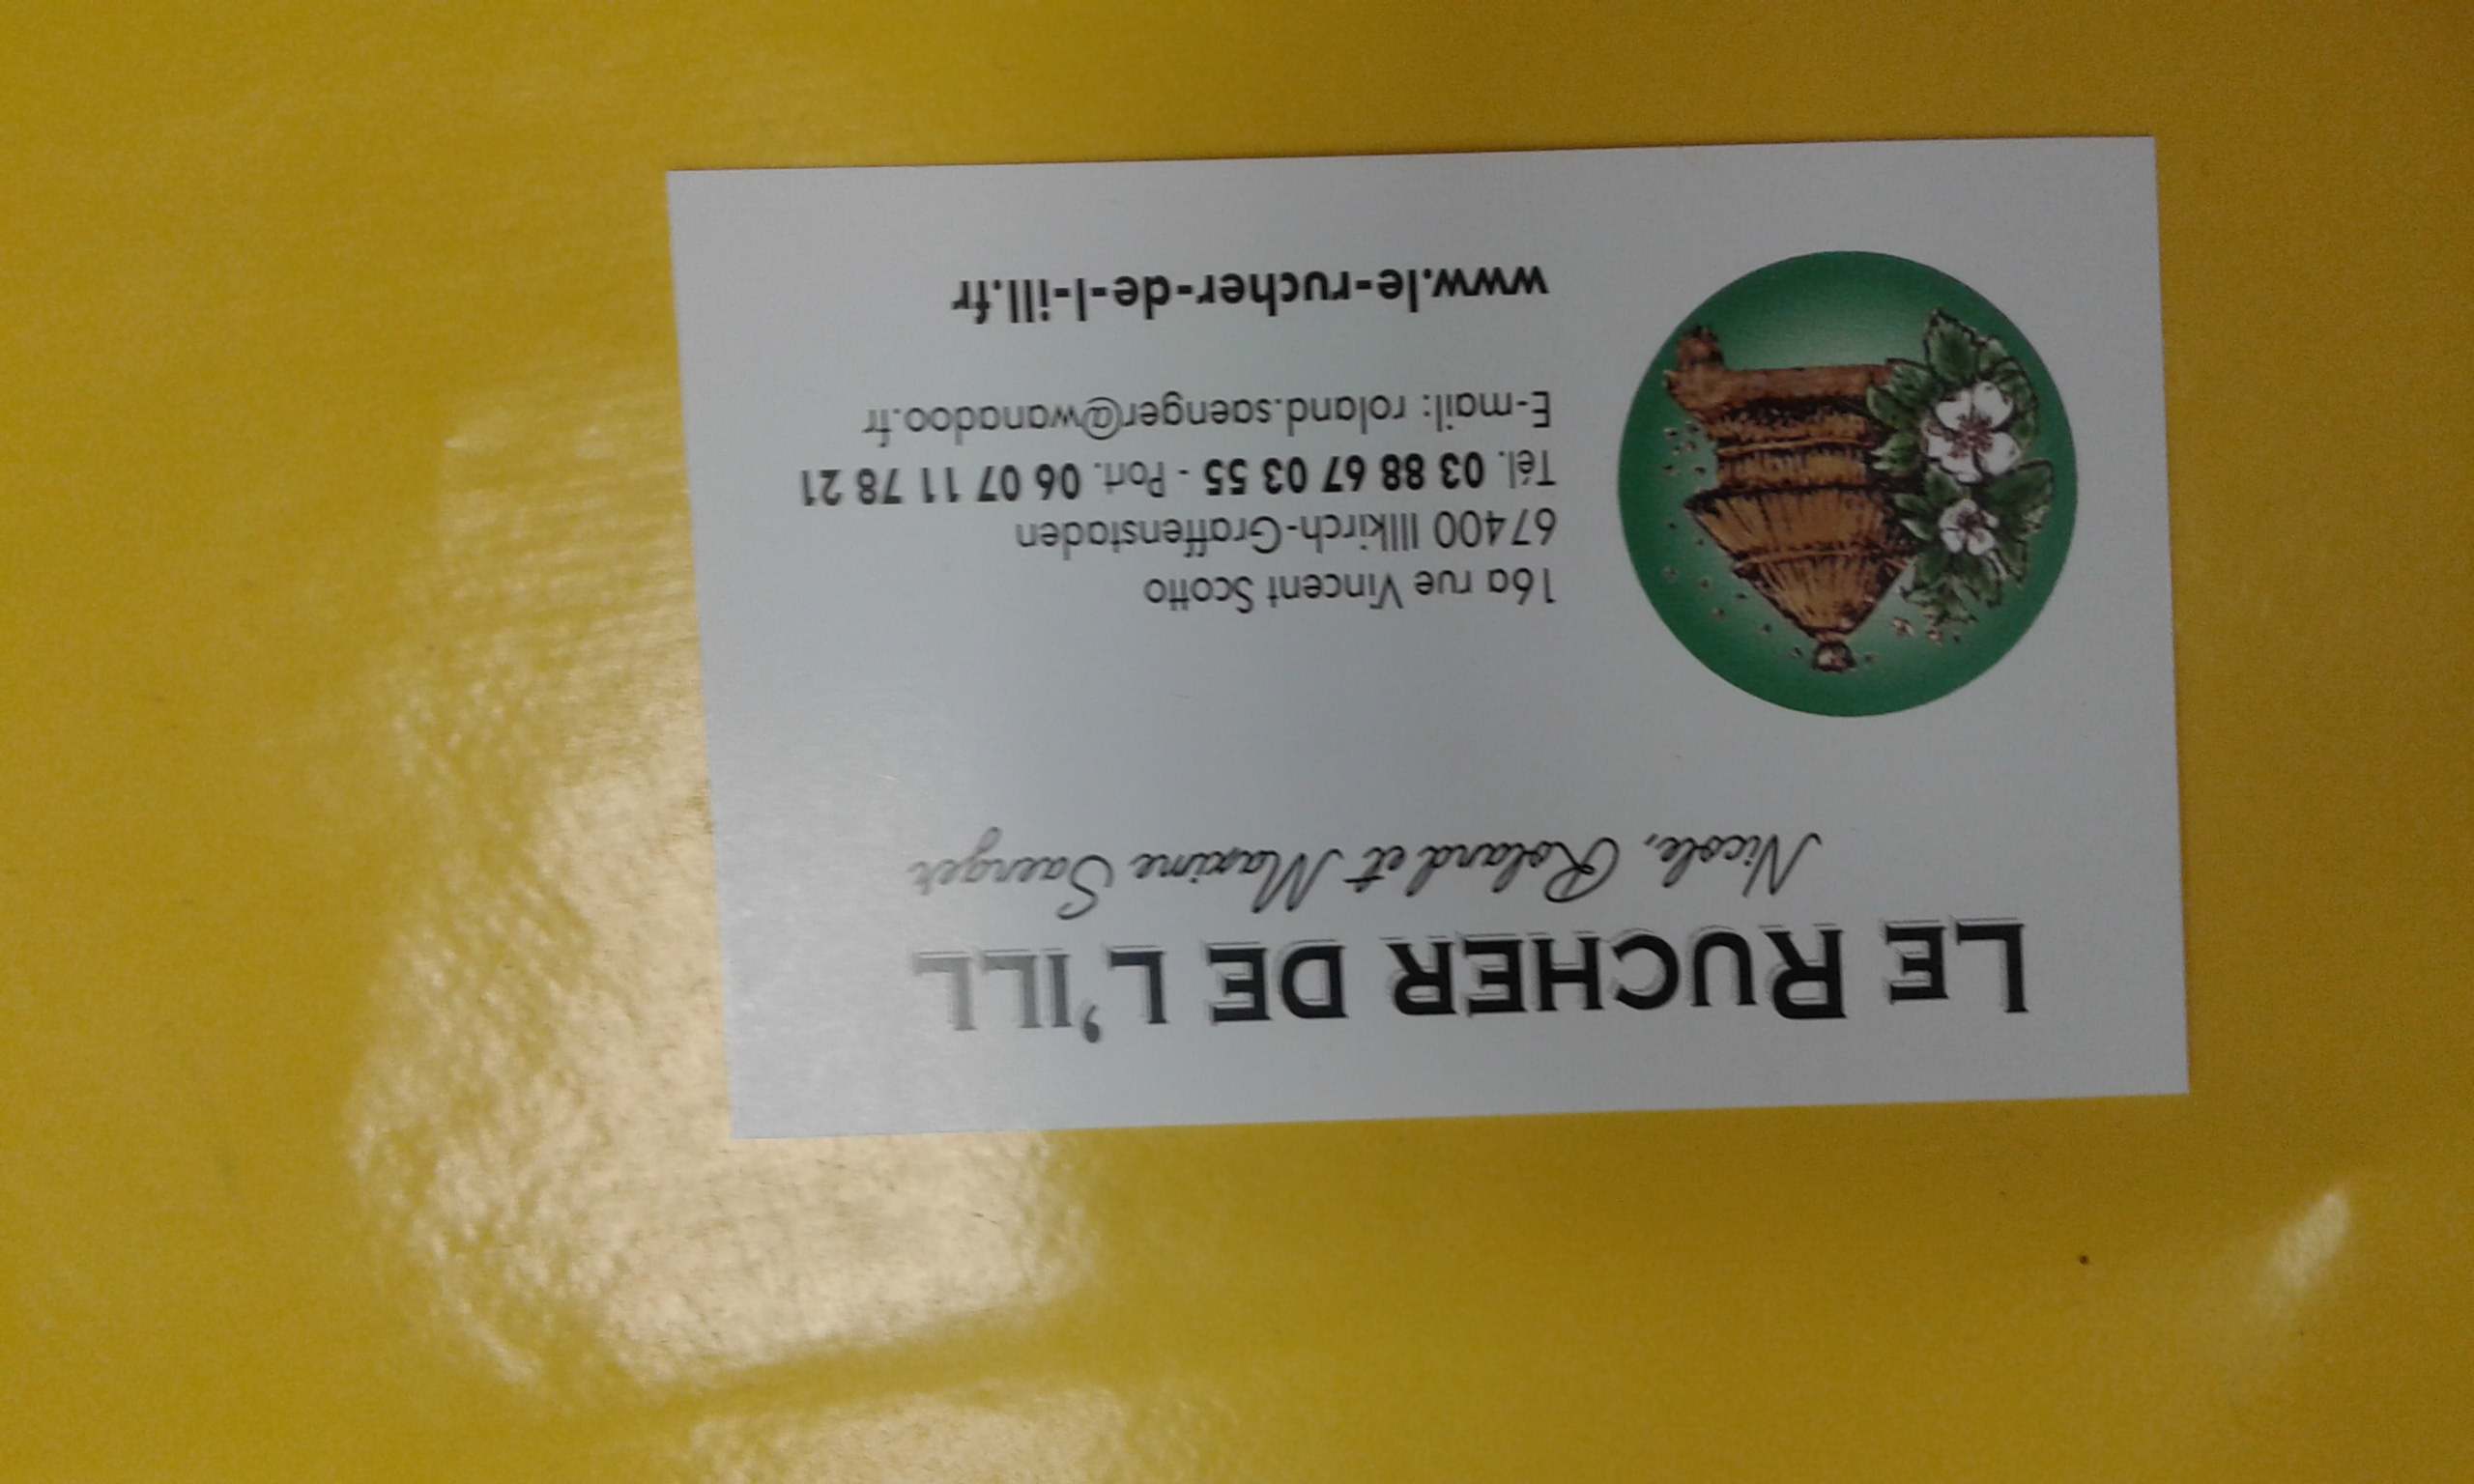 LE RUCHER DE L'ILL
Nicole, Roland et Maxime Saenger
16a rue Vincent Scotto
67400 Illkirch-Graffenstaden
Tél. 03 88 67 03 55 - Port. 06 07 11 78 21
E-mail: roland.saenger@wanadoo.fr
www.le-rucher-de-l-ill.fr